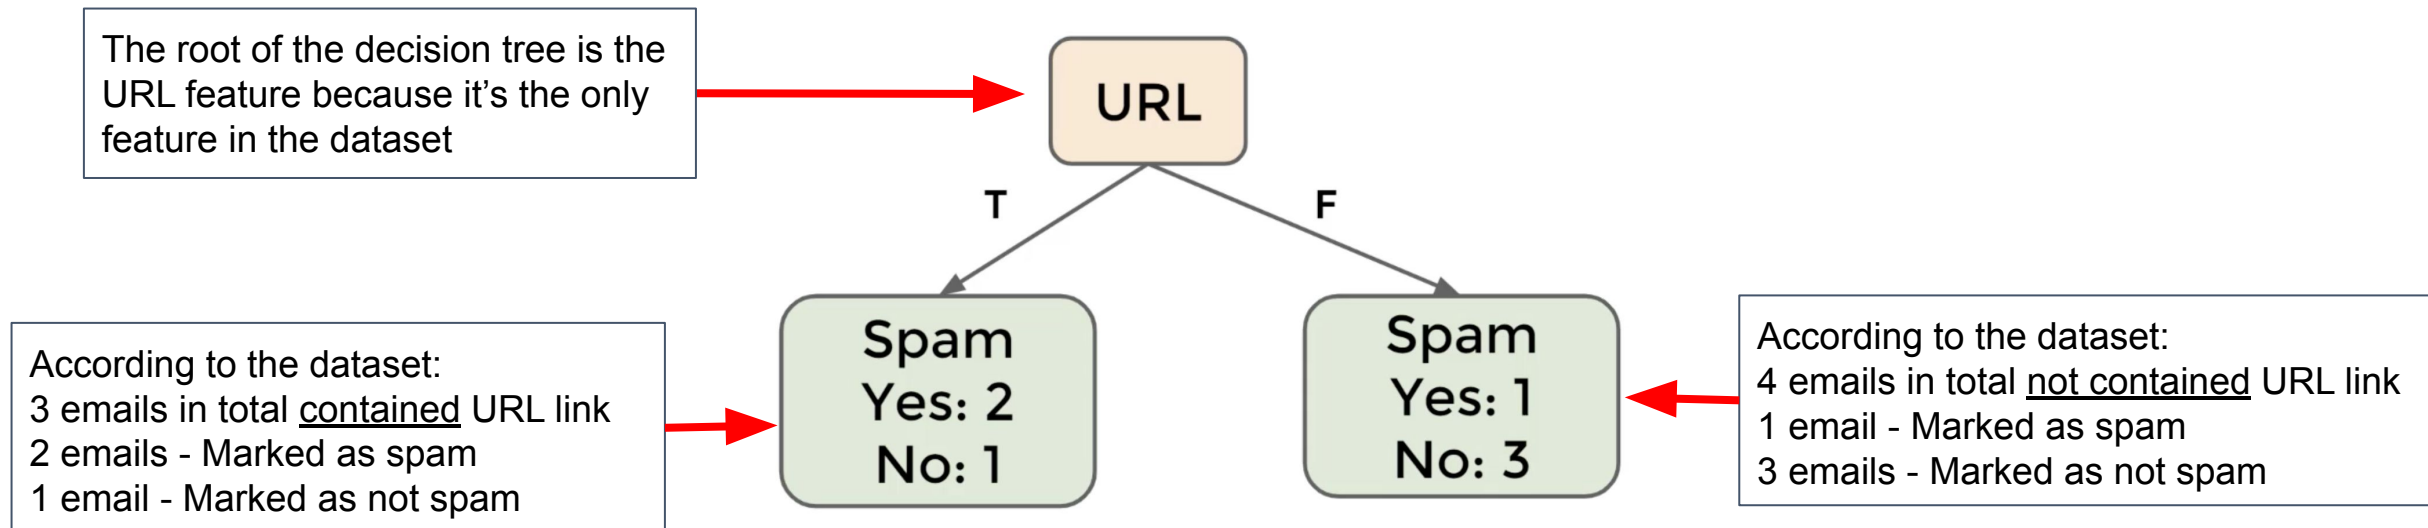 The root of the decision tree is the
URL feature because it’s the only
feature in the dataset
URL
T
F
According to the dataset:
3 emails in total contained URL link
2 emails - Marked as spam
1 email - Marked as not spam
Spam
Yes: 2
No: 1
Spam
Yes: 1
No: 3
According to the dataset:
4 emails in total not contained URL link
1 email - Marked as spam
3 emails - Marked as not spam